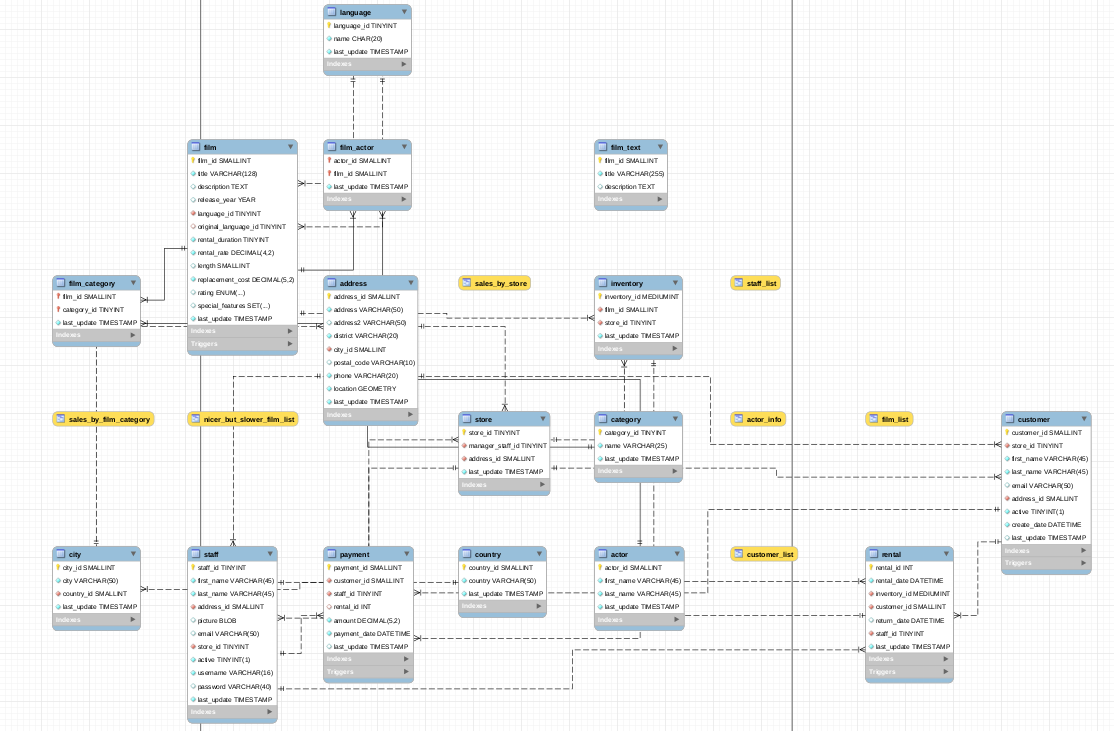 language
language_id TINYINT
name CHAR(20)
last_update TIMESTAMP
Indexes
film
film_id SMALLINT
title VARCHAR(128)
description TEXT
release_year YEAR
language_id TINYINT
original_language_id TINYINT
rental_duration TINYINT
rental_rate DECIMAL(4,2)
length SMALLINT
replacement_cost DECIMAL(5,2)
rating ENUM(...)
special_features SET(...)
last_update TIMESTAMP
Indexes
Triggers
film_actor
actor_id SMALLINT
film_id SMALLINT
last_update TIMESTAMP
Indexes
film_text
film_id SMALLINT
title VARCHAR(255)
description TEXT
Indexes
film_category
film_id SMALLINT
category_id TINYINT
last_update TIMESTAMP
Indexes
address
address_id SMALLINT
address VARCHAR(50)
address2 VARCHAR(50)
district VARCHAR(20)
city_id SMALLINT
postal_code VARCHAR(10)
phone VARCHAR(20)
location GEOMETRY
last_update TIMESTAMP
Indexes
sales_by_store
inventory
inventory_id MEDIUMINT
film_id SMALLINT
store_id TINYINT
last_update TIMESTAMP
Indexes
staff_list
sales_by_film_category
nicer_but_slower_film_list
store
store_id TINYINT
manager_staff_id TINYINT
address_id SMALLINT
last_update TIMESTAMP
Indexes
category
category_id TINYINT
name VARCHAR(25)
last_update TIMESTAMP
Indexes
actor_info
film_list
customer
customer_id SMALLINT
store_id TINYINT
first_name VARCHAR(45)
last_name VARCHAR(45)
email VARCHAR(50)
address_id SMALLINT
active TINYINT(1)
create_date DATETIME
last_update TIMESTAMP
Indexes
Triggers
city
city_id SMALLINT
city VARCHAR(50)
country_id SMALLINT
last_update TIMESTAMP
Indexes
staff
staff_id TINYINT
first_name VARCHAR(45)
last_name VARCHAR(45)
address_id SMALLINT
picture BLOB
email VARCHAR(50)
store_id TINYINT
active TINYINT(1)
username VARCHAR(16)
password VARCHAR(40)
last_update TIMESTAMP
Indexes
payment
payment_id SMALLINT
customer_id SMALLINT
staff_id TINYINT
rental_id INT
amount DECIMAL(5,2)
payment_date DATETIME
last_update TIMESTAMP
Indexes
Triggers
country
country_id SMALLINT
country VARCHAR(50)
last_update TIMESTAMP
Indexes
actor
actor_id SMALLINT
first_name VARCHAR(45)
last_name VARCHAR(45)
last_update TIMESTAMP
Indexes
customer_list
rental
rental_id INT
rental_date DATETIME
inventory_id MEDIUMINT
customer_id SMALLINT
return_date DATETIME
staff_id TINYINT
last_update TIMESTAMP
Indexes
Triggers